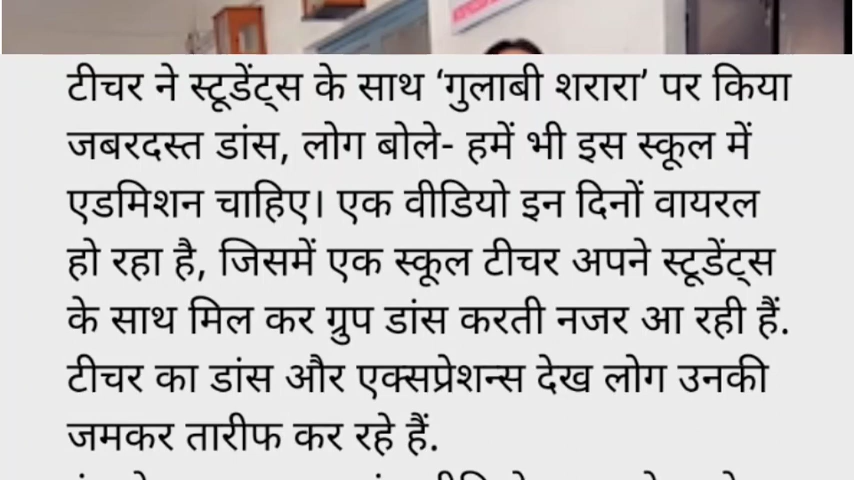 टीचर ने स्टूडेंट्स के साथ ‘गुलाबी शरारा’ पर किया
जबरदस्त डांस, लोग बोले- हमें भी इस स्कूल में
एडमिशन चाहिए। एक वीडियो इन दिनों वायरल
हो रहा है, जिसमें एक स्कूल टीचर अपने स्टूडेंट्स
के साथ मिल कर ग्रुप डांस करती नजर आ रही हैं.
टीचर का डांस और एक्सप्रेशन्स देख लोग उनकी
जमकर तारीफ कर रहे हैं.